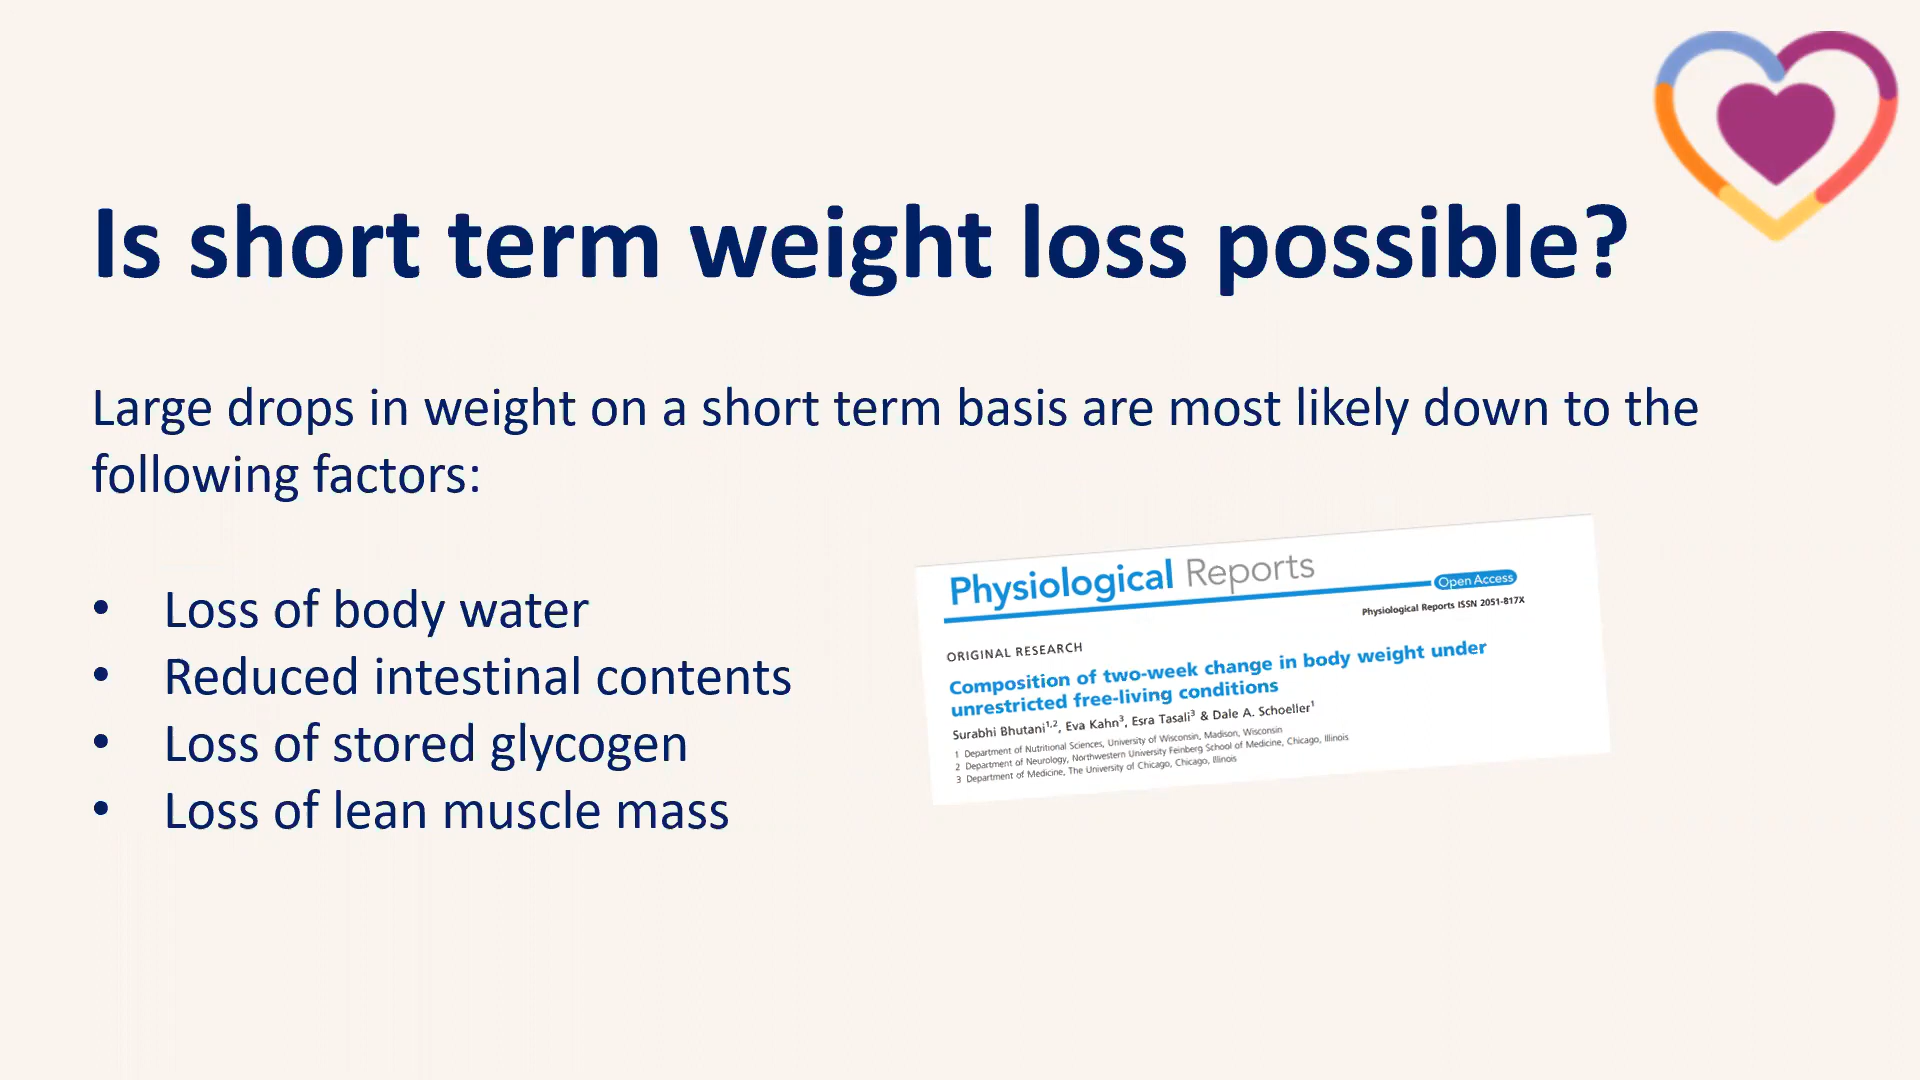 Is short term weight loss possible?
Large drops in weight on a short term basis are most likely down to the
following factors:
• Loss of body water
• Reduced intestinal contents
• Loss of stored glycogen
• Loss of lean muscle mass
Physiological Reports
Open Access
Physiological Reports ISSN 2051-817X
ORIGINAL RESEARCH
Composition of two-week change in body weight under
unrestricted free-living conditions
Surabhi Bhutani1,2, Eva Kahn3, Esra Tasali3 & Dale A. Schoeller1
1 Department of Nutritional Sciences, University of Wisconsin, Madison, Wisconsin
2 Department of Neurology, Northwestern University Feinberg School of Medicine, Chicago, Illinois
3 Department of Medicine, The University of Chicago, Chicago, Illinois